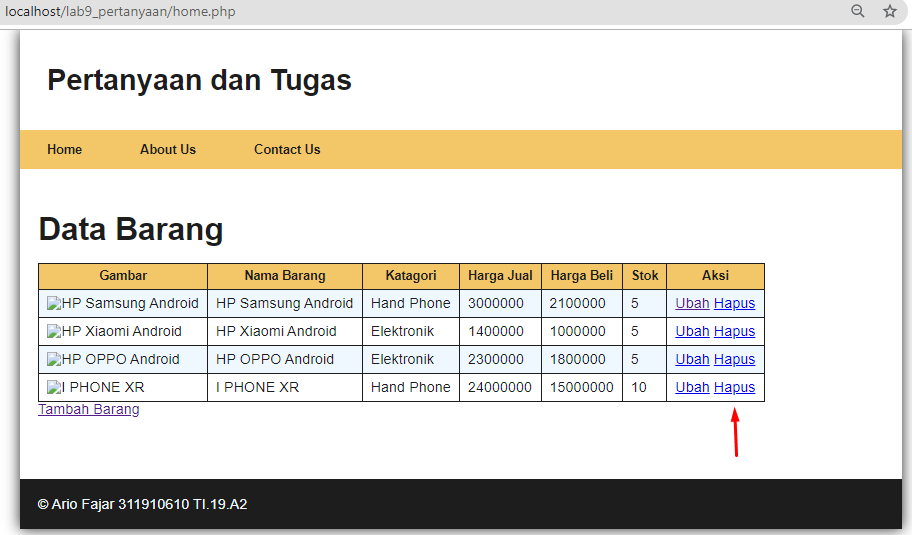 localhost/lab9_pertanyaan/home.php
Pertanyaan dan Tugas
Home About Us Contact Us
Data Barang
Gambar Nama Barang Katagori Harga Jual Harga Beli Stok Aksi
HP Samsung Android HP Samsung Android Hand Phone 3000000 2100000 5 Ubah Hapus
HP Xiaomi Android HP Xiaomi Android Elektronik 1400000 1000000 5 Ubah Hapus
HP OPPO Android HP OPPO Android Elektronik 2300000 1800000 5 Ubah Hapus
I PHONE XR I PHONE XR Hand Phone 24000000 15000000 10 Ubah Hapus
Tambah Barang
© Ario Fajar 311910610 TI.19.A2